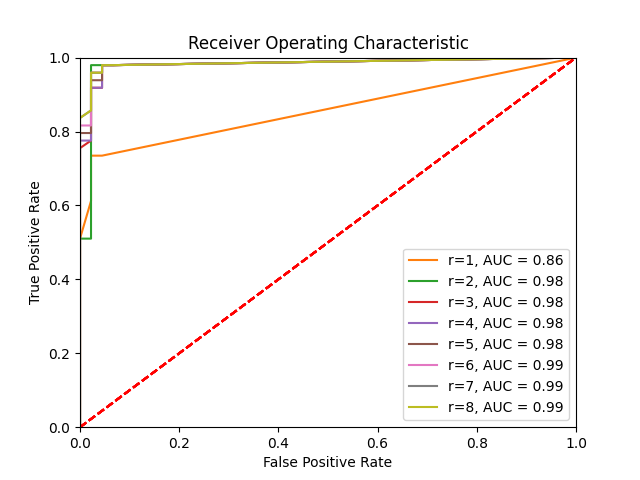 Receiver Operating Characteristic
True Positive Rate
1.0
0.8
0.6
0.4
0.2
0.0
r=1, AUC = 0.86
r=2, AUC = 0.98
r=3, AUC = 0.98
r=4, AUC = 0.98
r=5, AUC = 0.98
r=6, AUC = 0.99
r=7, AUC = 0.99
r=8, AUC = 0.99
0.0 0.2 0.4 0.6 0.8 1.0
False Positive Rate